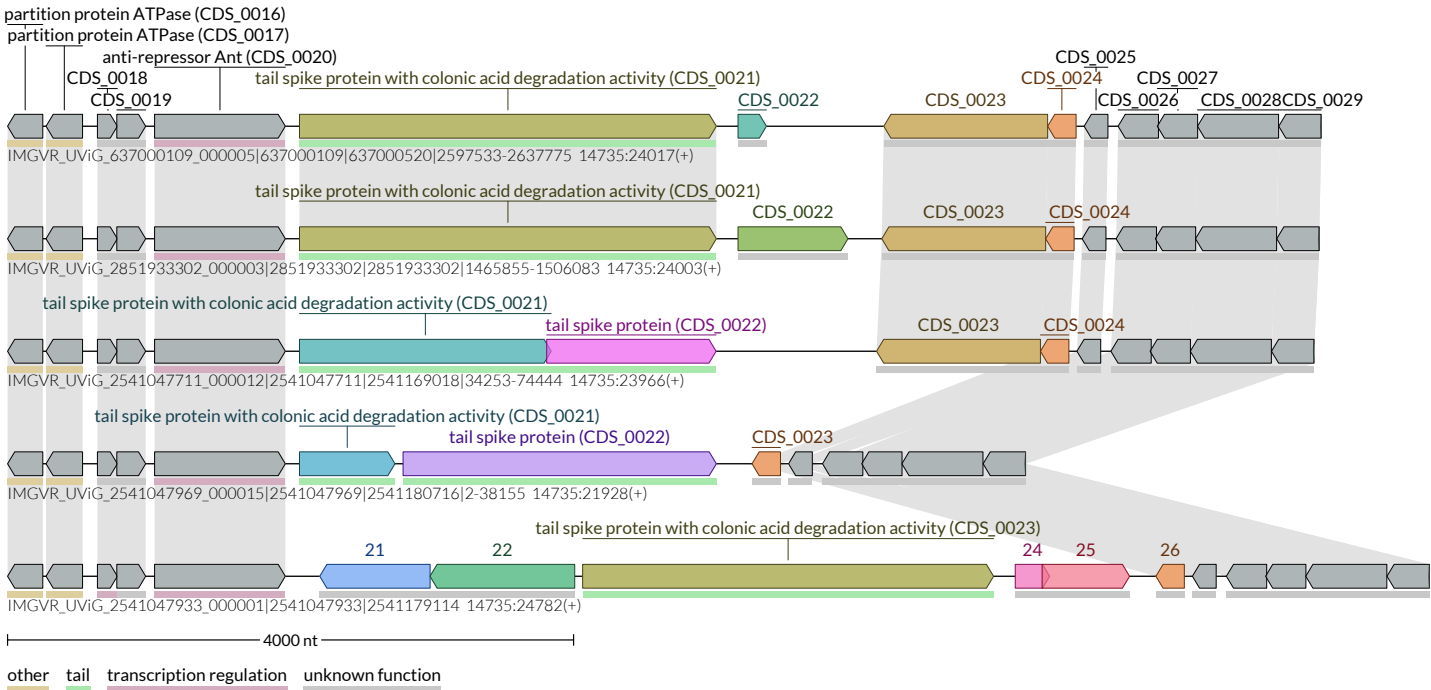 partition protein ATPase (CDS_0016)
partition protein ATPase (CDS_0017)
anti-repressor Ant (CDS_0020)
CDS_0025
CDS_0018
tail spike protein with colonic acid degradation activity (CDS_0021)
CDS_0024
CDS_0027
CDS_0019
CDS_0022
CDS_0023
CDS_0026
CDS_0028
CDS_0029
IMGVR_UViG_637000109_000005|637000109|637000520|2597533-2637775 14735:24017(+)
tail spike protein with colonic acid degradation activity (CDS_0021)
CDS_0022
CDS_0023
CDS_0024
IMGVR_UViG_2851933302_000003|2851933302|2851933302|1465855-1506083 14735:24003(+)
tail spike protein with colonic acid degradation activity (CDS_0021)
tail spike protein (CDS_0022)
CDS_0023
CDS_0024
IMGVR_UViG_2541047711_000012|2541047711|2541169018|34253-74444 14735:23966(+)
tail spike protein with colonic acid degradation activity (CDS_0021)
tail spike protein (CDS_0022)
CDS_0023
IMGVR_UViG_2541047969_000015|2541047969|2541180716|2-38155 14735:21928(+)
tail spike protein with colonic acid degradation activity (CDS_0023)
21
22
24
25
26
IMGVR_UViG_2541047933_000001|2541047933|2541179114 14735:24782(+)
4000 nt
other
tail
transcription regulation
unknown function